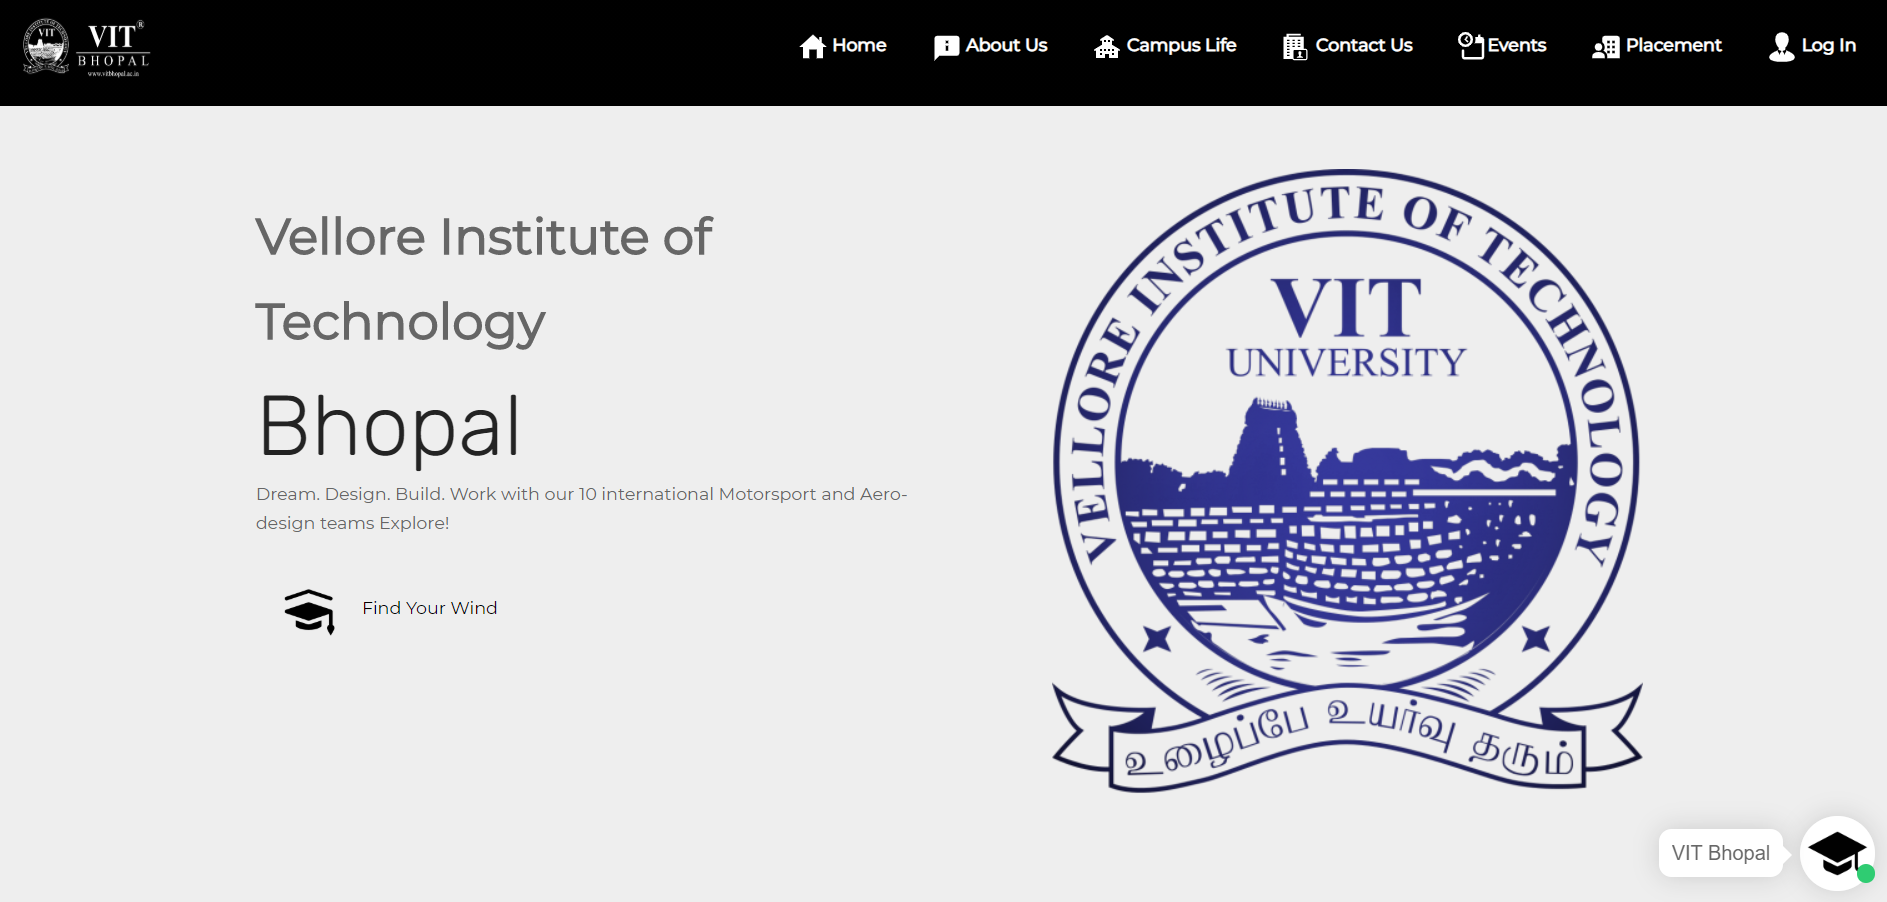 VIT®
BHOPAL
www.vitbhopal.ac.in
Home
About Us
Campus Life
Contact Us
Events
Placement
Log In
Vellore Institute of
Technology
Bhopal
Dream. Design. Build. Work with our 10 international Motorsport and Aero-
design teams Explore!
Find Your Wind
VELLORE INSTITUTE OF TECHNOLOGY
VIT
UNIVERSITY
உழைப்பே உயர்வு தரும்
VIT Bhopal